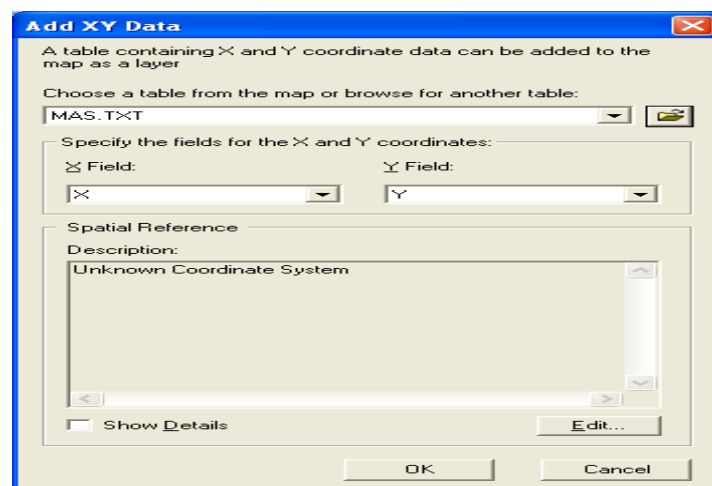 Add XY Data
A table containing X and Y coordinate data can be added to the
map as a layer
Choose a table from the map or browse for another table:
MAS.TXT
Specify the fields for the X and Y coordinates:
X Field: Y Field:
X Y
Spatial Reference
Description:
Unknown Coordinate System
Show Details Edit...
OK Cancel